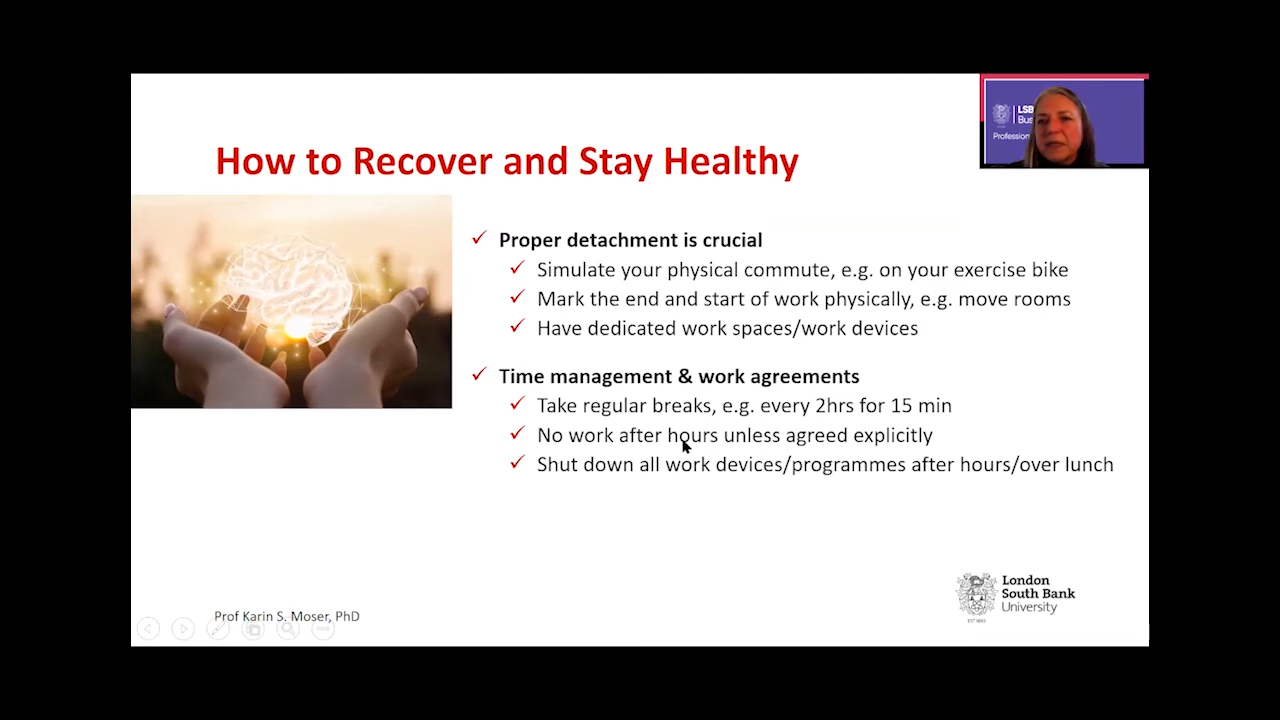 LSB
Bus
Profession
How to Recover and Stay Healthy
Proper detachment is crucial
Simulate your physical commute, e.g. on your exercise bike
Mark the end and start of work physically, e.g. move rooms
Have dedicated work spaces/work devices
Time management & work agreements
Take regular breaks, e.g. every 2hrs for 15 min
No work after hours unless agreed explicitly
Shut down all work devices/programmes after hours/over lunch
London
South Bank
University
Prof Karin S. Moser, PhD